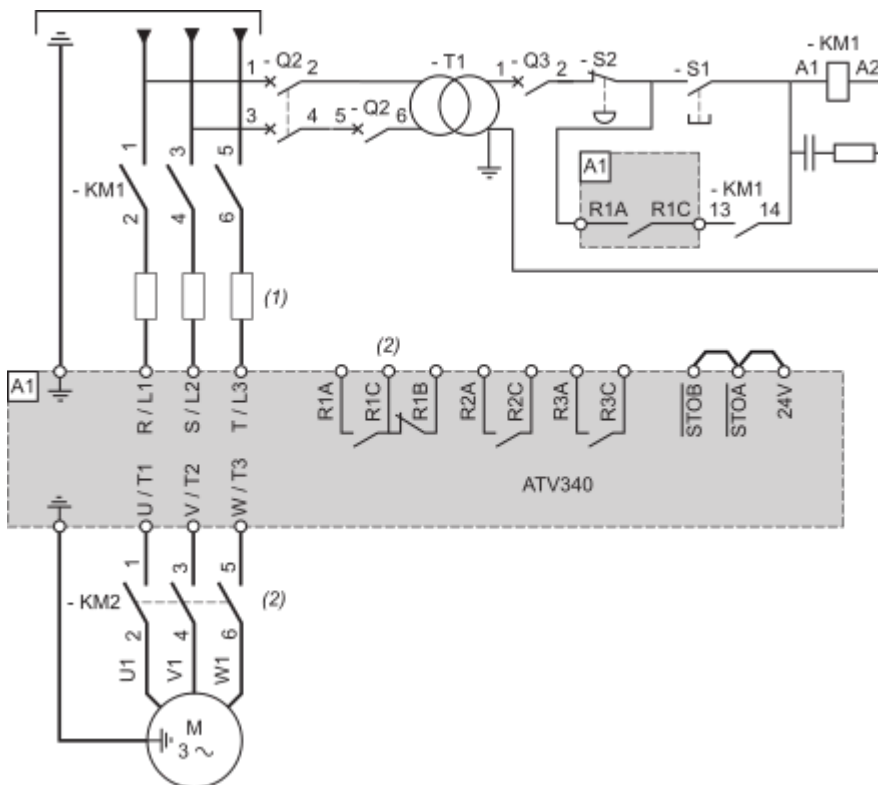 1 - Q2 2
- T1
1 - Q3 2
- S2
- S1
- KM1
A1 A2
3 4 5 - Q2 6
1 3 5
- KM1
2 4 6
A1
R1A R1C
- KM1
13 14
(1)
(2)
A1
R / L1
S / L2
T / L3
R1A
R1C
R1B
R2A
R2C
R3A
R3C
STOB
STOA
24V
U / T1
V / T2
W / T3
ATV340
1 3 5
- KM2
(2)
2 4 6
U1 V1 W1
M
3 ~